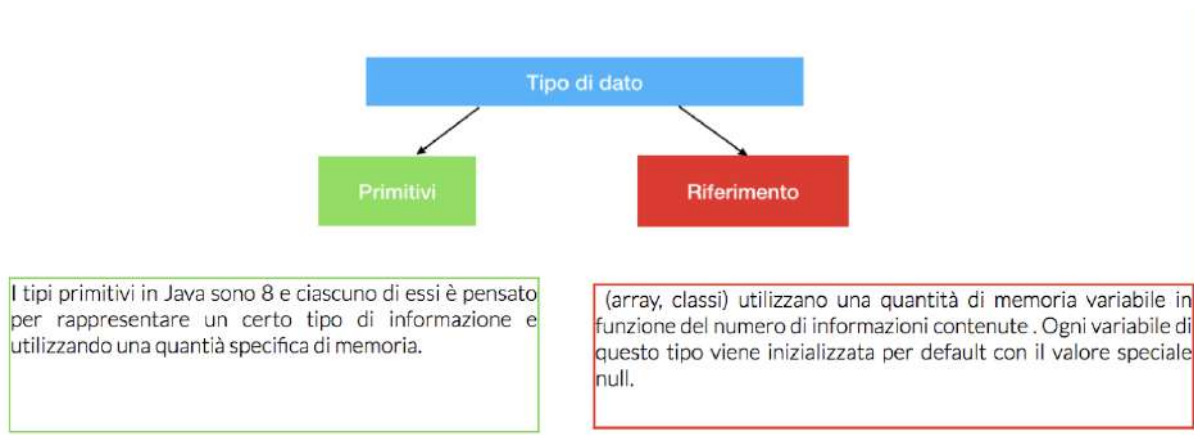 Tipo di dato
Primitivi
Riferimento
I tipi primitivi in Java sono 8 e ciascuno di essi è pensato
per rappresentare un certo tipo di informazione e
utilizzando una quantià specifica di memoria.
(array, classi) utilizzano una quantità di memoria variabile in
funzione del numero di informazioni contenute . Ogni variabile di
questo tipo viene inizializzata per default con il valore speciale
null.